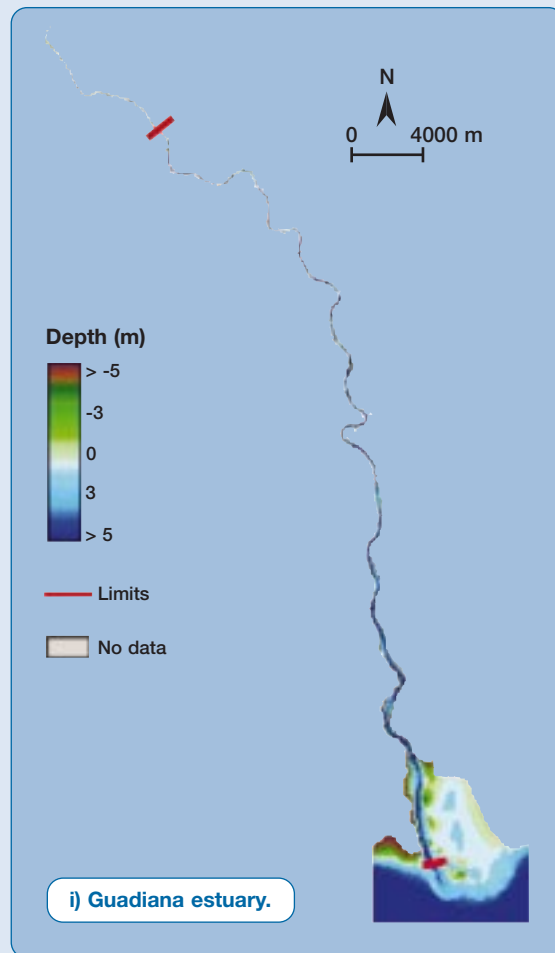 N
0 4000 m
Depth (m)
> -5
-3
0
3
> 5
Limits
No data
i) Guadiana estuary.